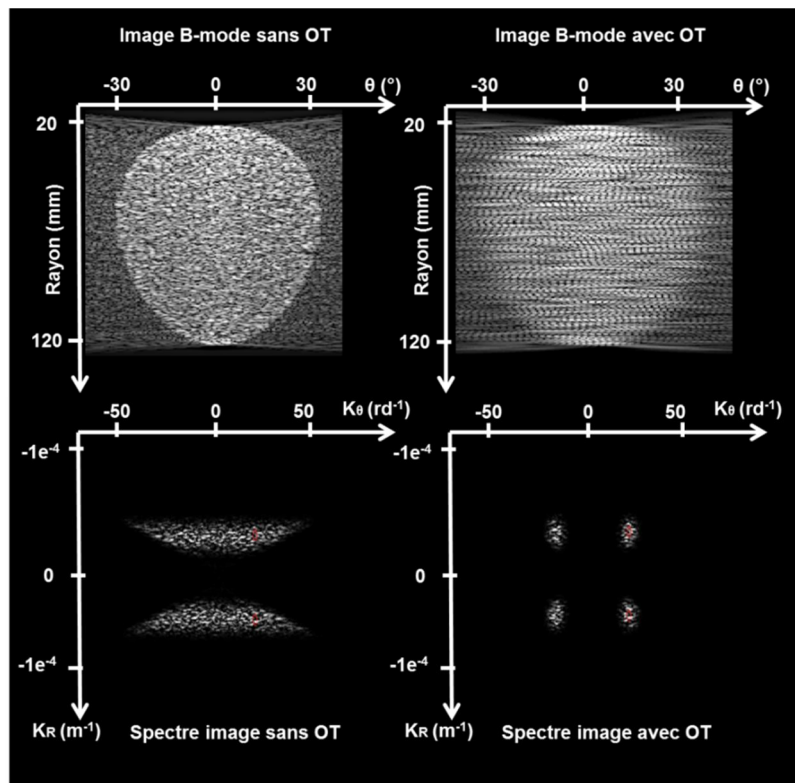 Image B-mode sans OT
Image B-mode avec OT
-30 0 30 θ (°)
-30 0 30 θ (°)
20
20
Rayon (mm)
Rayon (mm)
120
120
-50 0 50 Kθ (rd⁻¹)
-50 0 50 Kθ (rd⁻¹)
-1e⁻⁴
-1e⁻⁴
0
0
-1e⁻⁴
-1e⁻⁴
KR (m⁻¹) Spectre image sans OT
KR (m⁻¹) Spectre image avec OT